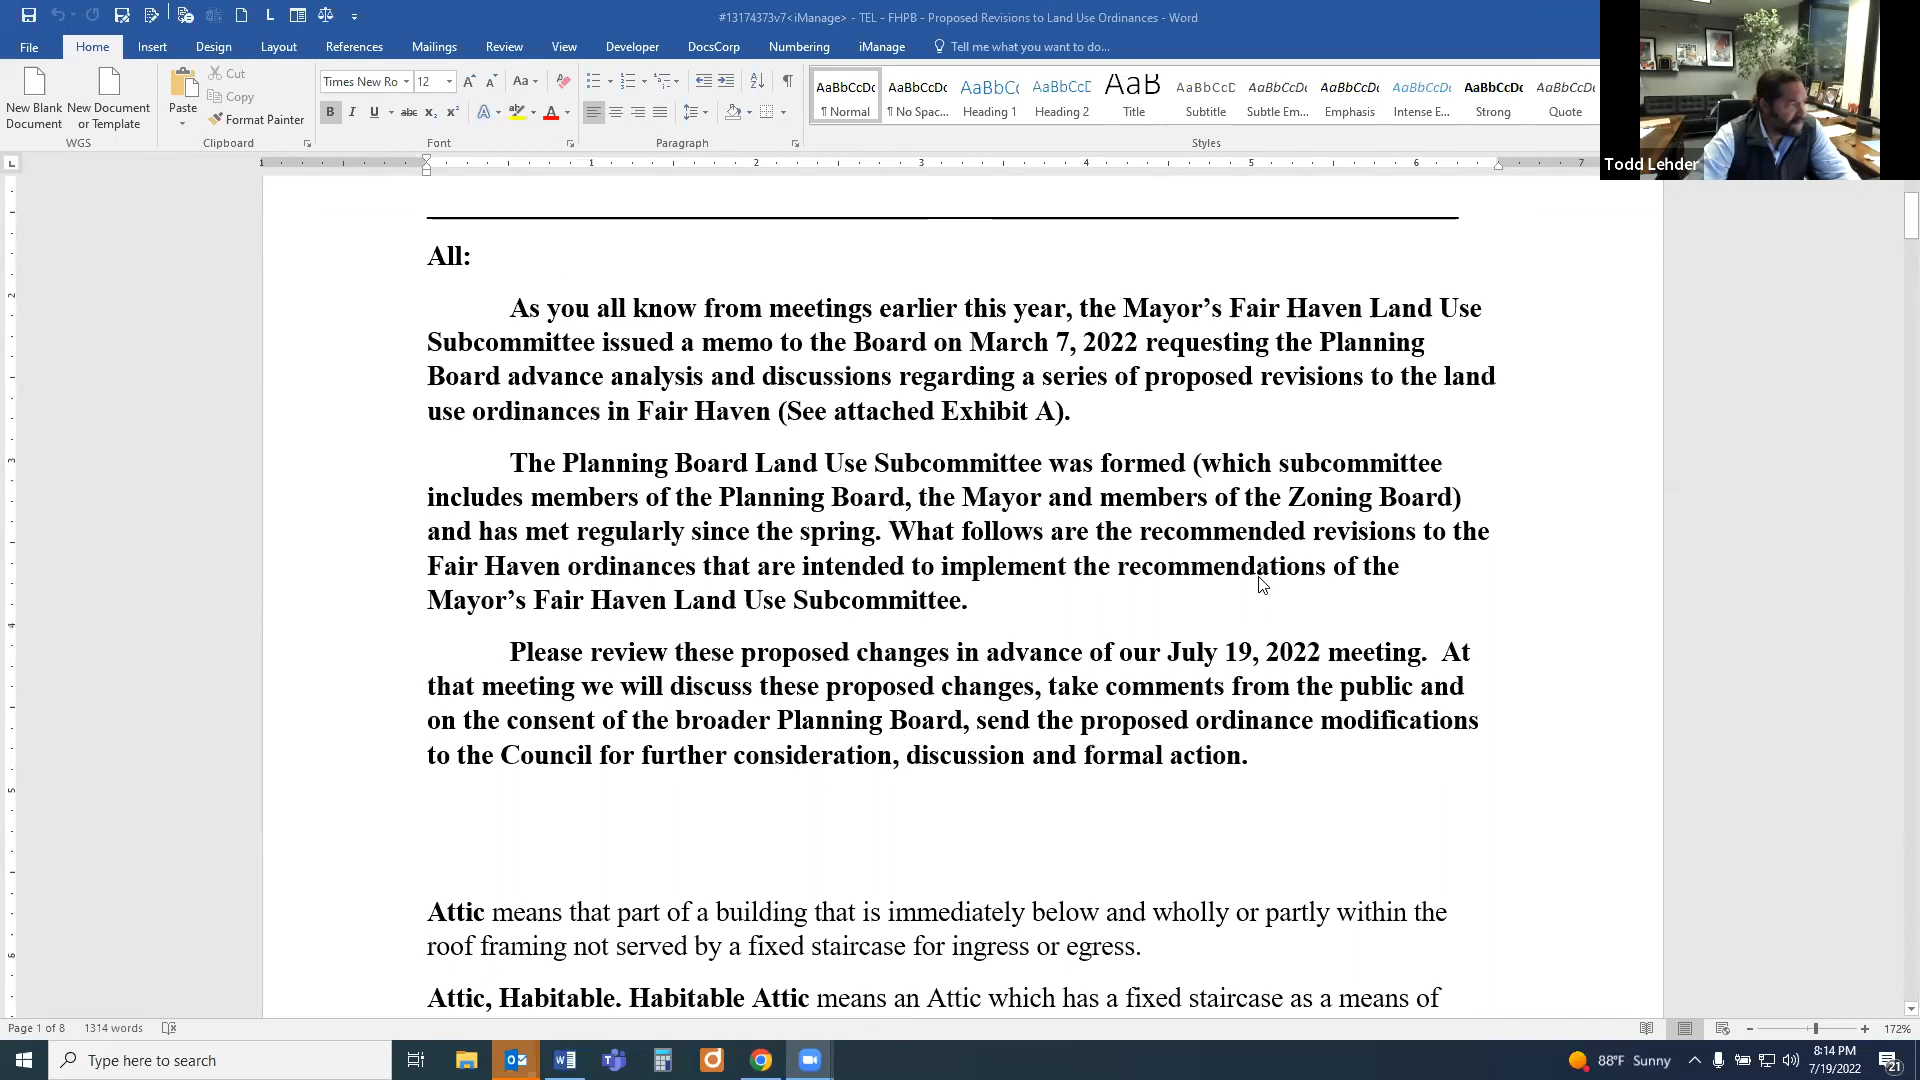 #13174373v7<iManage> - TEL - FHPB - Proposed Revisions to Land Use Ordinances - Word
File Home Insert Design Layout References Mailings Review View Developer DocsCorp Numbering iManage Tell me what you want to do...
New Blank Document
New Document or Template
WGS
Paste
Cut
Copy
Format Painter
Clipboard
Times New Ro 12
Font
Paragraph
AaBbCcDc ¶ Normal
AaBbCcDc ¶ No Spac...
AaBbC( Heading 1
AaBbCcD Heading 2
AaB Title
AaBbCcD Subtitle
AaBbCcDc Subtle Em...
AaBbCcDc Emphasis
AaBbCcDc Intense E...
AaBbCcDc Strong
AaBbCcDc Quote
Styles
Todd Lehder
All:
As you all know from meetings earlier this year, the Mayor’s Fair Haven Land Use
Subcommittee issued a memo to the Board on March 7, 2022 requesting the Planning
Board advance analysis and discussions regarding a series of proposed revisions to the land
use ordinances in Fair Haven (See attached Exhibit A).
The Planning Board Land Use Subcommittee was formed (which subcommittee
includes members of the Planning Board, the Mayor and members of the Zoning Board)
and has met regularly since the spring. What follows are the recommended revisions to the
Fair Haven ordinances that are intended to implement the recommendations of the
Mayor’s Fair Haven Land Use Subcommittee.
Please review these proposed changes in advance of our July 19, 2022 meeting.  At
that meeting we will discuss these proposed changes, take comments from the public and
on the consent of the broader Planning Board, send the proposed ordinance modifications
to the Council for further consideration, discussion and formal action.
Attic means that part of a building that is immediately below and wholly or partly within the
roof framing not served by a fixed staircase for ingress or egress.
Attic, Habitable. Habitable Attic means an Attic which has a fixed staircase as a means of
Page 1 of 8 1314 words
172%
Type here to search
88°F Sunny
8:14 PM
7/19/2022
21